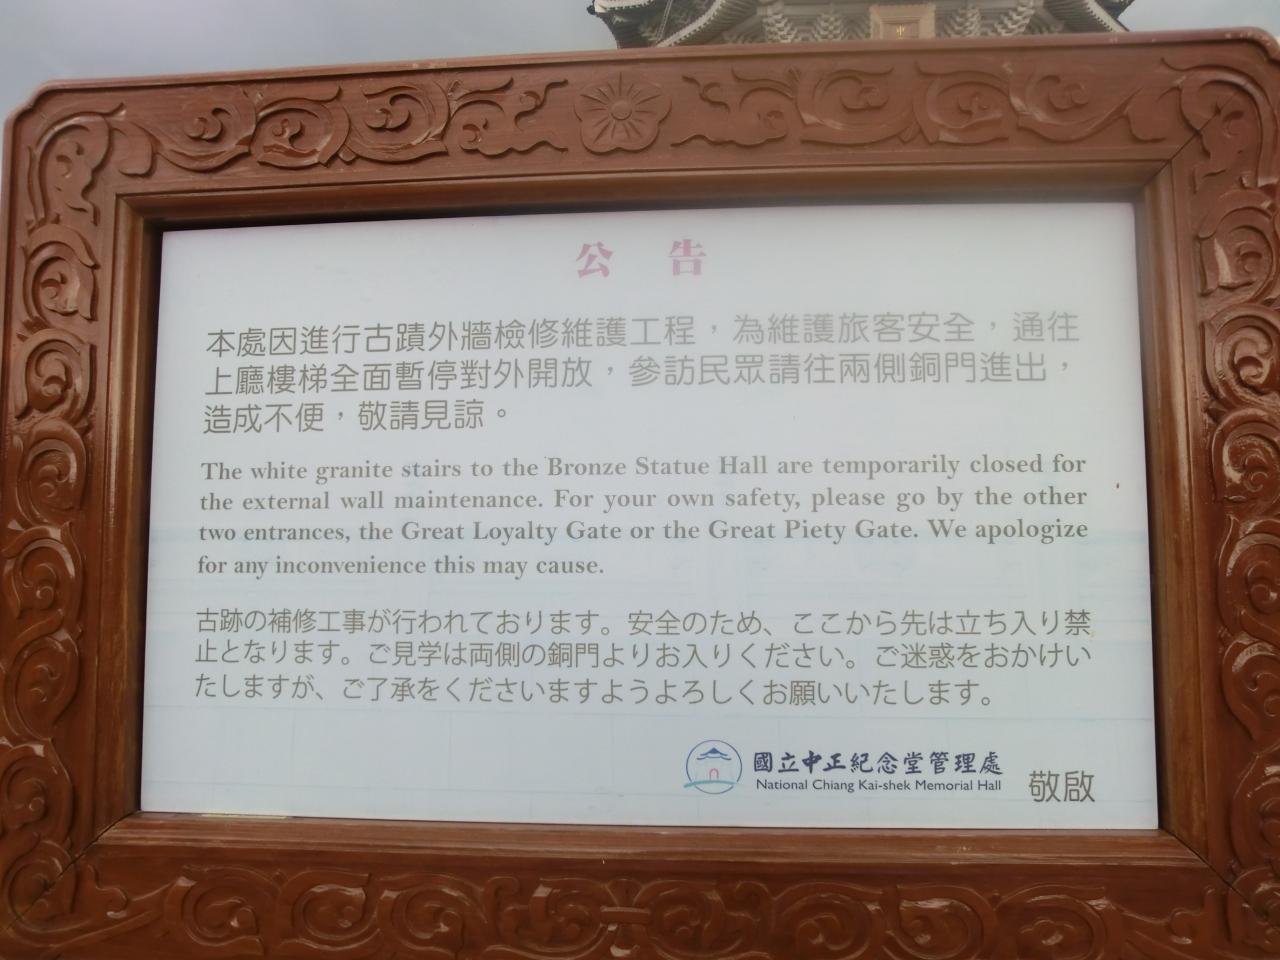 公告
本處因進行古蹟外牆檢修維護工程，為維護旅客安全，通往
上廳樓梯全面暫停對外開放，參訪民眾請往兩側銅門進出，
造成不便，敬請見諒。
The white granite stairs to the Bronze Statue Hall are temporarily closed for
the external wall maintenance. For your own safety, please go by the other
two entrances, the Great Loyalty Gate or the Great Piety Gate. We apologize
for any inconvenience this may cause.
古跡の補修工事が行われております。安全のため、ここから先は立ち入り禁
止となります。ご見学は両側の銅門よりお入りください。ご迷惑をおかけい
たしますが、ご了承をくださいますようよろしくお願いいたします。
國立中正紀念堂管理處
National Chiang Kai-shek Memorial Hall
敬啟